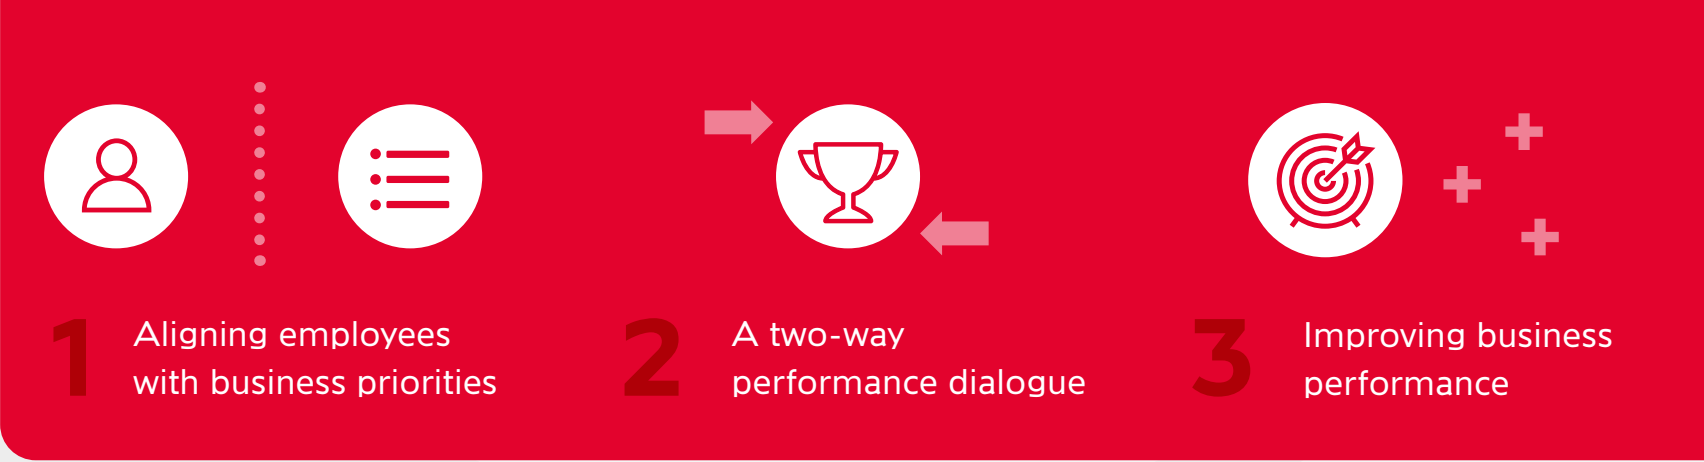 1 Aligning employees
with business priorities
2 A two-way
performance dialogue
3 Improving business
performance